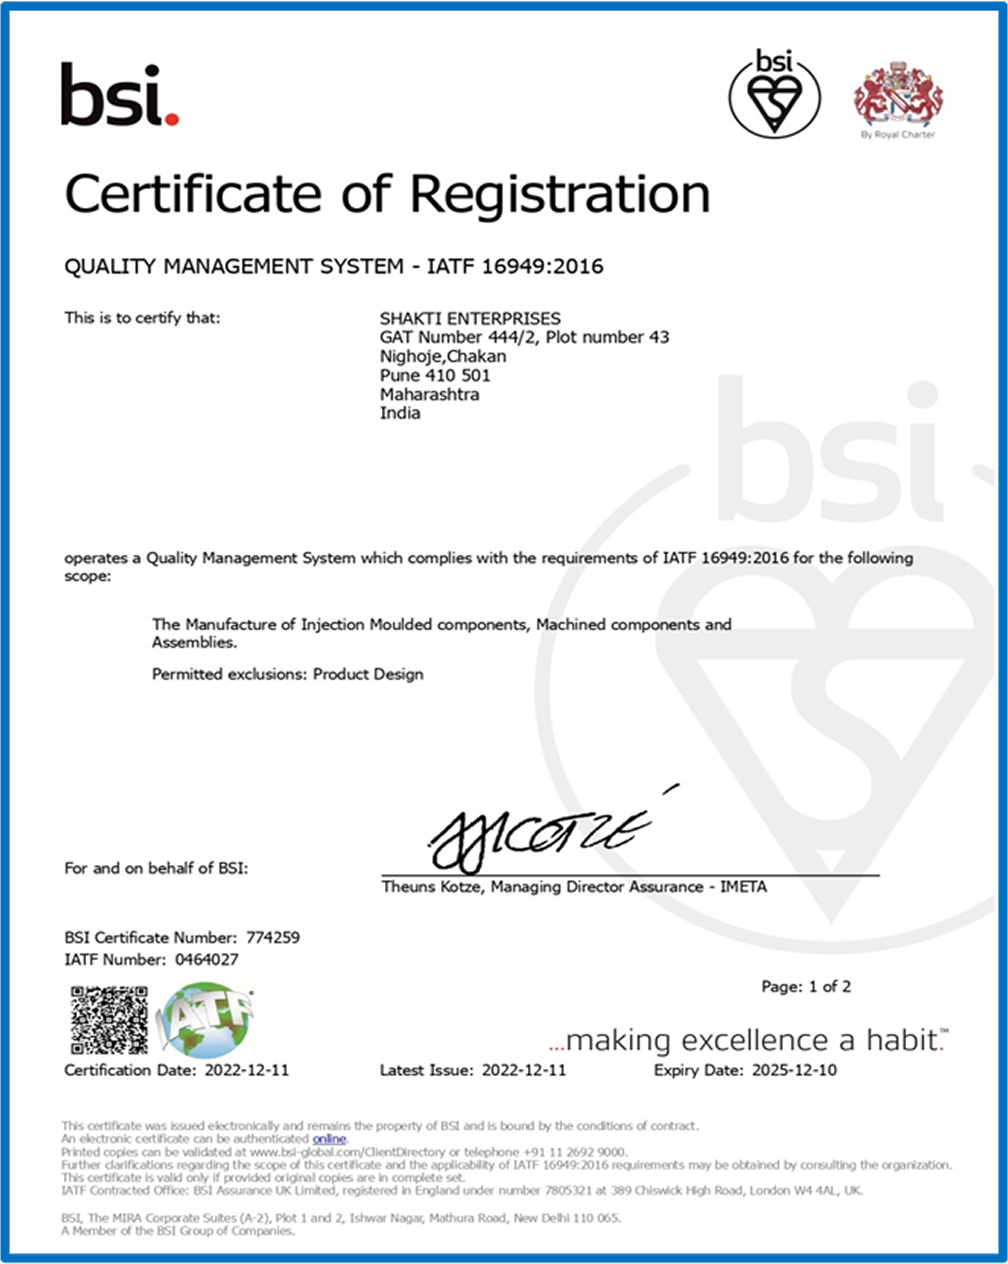 bsi.
bsi
By Royal Charter
Certificate of Registration
QUALITY MANAGEMENT SYSTEM - IATF 16949:2016
This is to certify that:
SHAKTI ENTERPRISES
GAT Number 444/2, Plot number 43
Nighoje,Chakan
Pune 410 501
Maharashtra
India
bsi
operates a Quality Management System which complies with the requirements of IATF 16949:2016 for the following
scope:
The Manufacture of Injection Moulded components, Machined components and
Assemblies.
Permitted exclusions: Product Design
For and on behalf of BSI:
Theuns Kotze, Managing Director Assurance - IMETA
BSI Certificate Number: 774259
IATF Number: 0464027
IATF
Page: 1 of 2
...making excellence a habit.™
Certification Date: 2022-12-11
Latest Issue: 2022-12-11
Expiry Date: 2025-12-10
This certificate was issued electronically and remains the property of BSI and is bound by the conditions of contract.
An electronic certificate can be authenticated online.
Printed copies can be validated at www.bsi-global.com/ClientDirectory or telephone +91 11 2692 9000.
Further clarifications regarding the scope of this certificate and the applicability of IATF 16949:2016 requirements may be obtained by consulting the organization.
This certificate is valid only if provided original copies are in complete set.
IATF Contracted Office: BSI Assurance UK Limited, registered in England under number 7805321 at 389 Chiswick High Road, London W4 4AL, UK.
BSI, The MIRA Corporate Suites (A-2), Plot 1 and 2, Ishwar Nagar, Mathura Road, New Delhi 110 065.
A Member of the BSI Group of Companies.